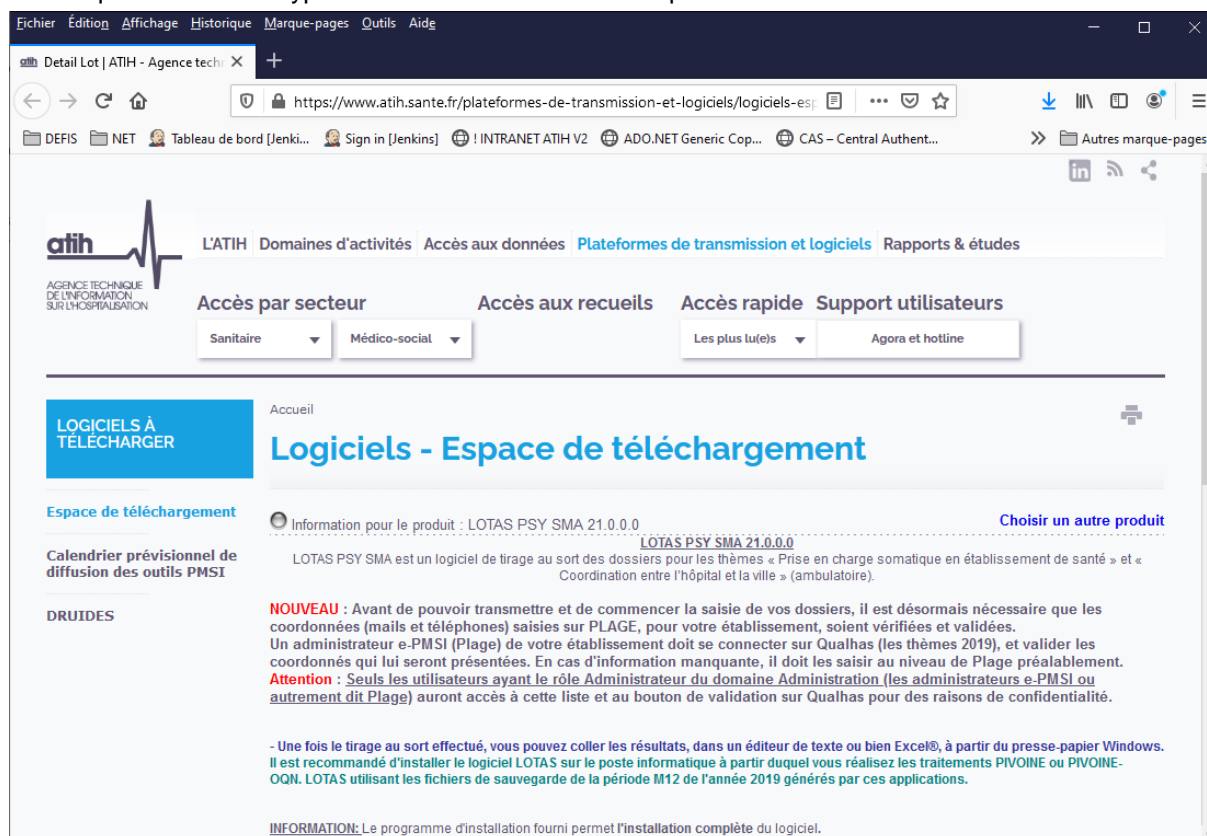 Fichier Édition Affichage Historique Marque-pages Outils Aide
atih Detail Lot | ATIH - Agence techn
https://www.atih.sante.fr/plateformes-de-transmission-et-logiciels/logiciels-esp
DEFIS NET Tableau de bord [Jenki... Sign in [Jenkins] ! INTRANET ATIH V2 ADO.NET Generic Cop... CAS – Central Authent... Autres marque-pages
in
atih
L'ATIH Domaines d'activités Accès aux données Plateformes de transmission et logiciels Rapports & études
AGENCE TECHNIQUE
DE L'INFORMATION
SUR L'HOSPITALISATION
Accès par secteur Accès aux recueils Accès rapide Support utilisateurs
Sanitaire Médico-social Les plus lu(e)s Agora et hotline
LOGICIELS À
TÉLÉCHARGER
Espace de téléchargement
Calendrier prévisionnel de
diffusion des outils PMSI
DRUIDES
Accueil
Logiciels - Espace de téléchargement
Information pour le produit : LOTAS PSY SMA 21.0.0.0 Choisir un autre produit
LOTAS PSY SMA 21.0.0.0
LOTAS PSY SMA est un logiciel de tirage au sort des dossiers pour les thèmes « Prise en charge somatique en établissement de santé » et «
Coordination entre l'hôpital et la ville » (ambulatoire).
NOUVEAU : Avant de pouvoir transmettre et de commencer la saisie de vos dossiers, il est désormais nécessaire que les
coordonnées (mails et téléphones) saisies sur PLAGE, pour votre établissement, soient vérifiées et validées.
Un administrateur e-PMSI (Plage) de votre établissement doit se connecter sur Qualhas (les thèmes 2019), et valider les
coordonnés qui lui seront présentées. En cas d'information manquante, il doit les saisir au niveau de Plage préalablement.
Attention : Seuls les utilisateurs ayant le rôle Administrateur du domaine Administration (les administrateurs e-PMSI ou
autrement dit Plage) auront accès à cette liste et au bouton de validation sur Qualhas pour des raisons de confidentialité.
- Une fois le tirage au sort effectué, vous pouvez coller les résultats, dans un éditeur de texte ou bien Excel®, à partir du presse-papier Windows.
Il est recommandé d'installer le logiciel LOTAS sur le poste informatique à partir duquel vous réalisez les traitements PIVOINE ou PIVOINE-
OQN. LOTAS utilisant les fichiers de sauvegarde de la période M12 de l'année 2019 générés par ces applications.
INFORMATION: Le programme d'installation fourni permet l'installation complète du logiciel.